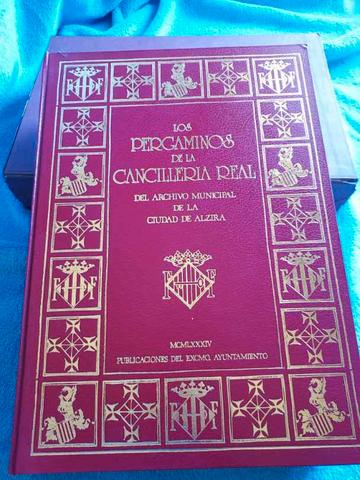 LOS
PERGAMINOS
DE LA
CANCILLERIA REAL
DEL ARCHIVO MUNICIPAL
DE LA
CIUDAD DE ALZIRA
F F
MCMLXXXIV
PUBLICACIONES DEL EXCMO. AYUNTAMIENTO